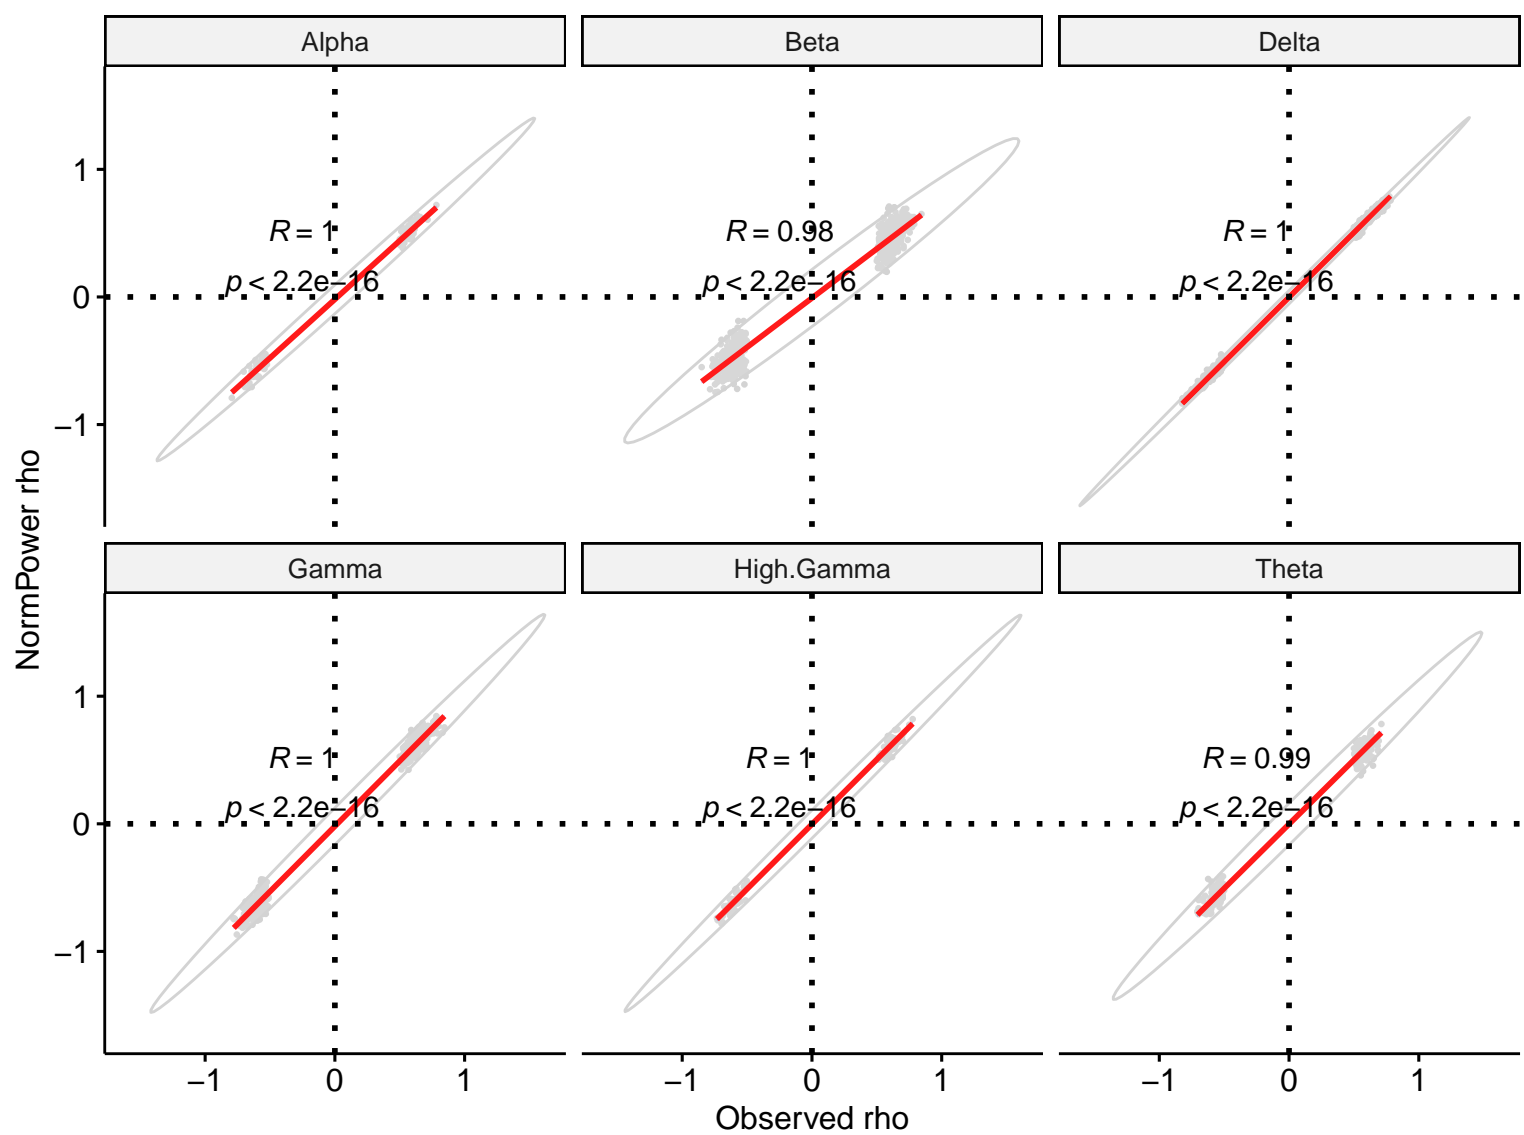 Alpha Beta Delta
1
R = 1 R = 0.98 R = 1
p < 2.2e−16 p < 2.2e−16 p < 2.2e−16
0
−1
NormPower rho
Gamma High.Gamma Theta
1
R = 1 R = 1 R = 0.99
p < 2.2e−16 p < 2.2e−16 p < 2.2e−16
0
−1
−1 0 1 −1 0 1 −1 0 1
Observed rho